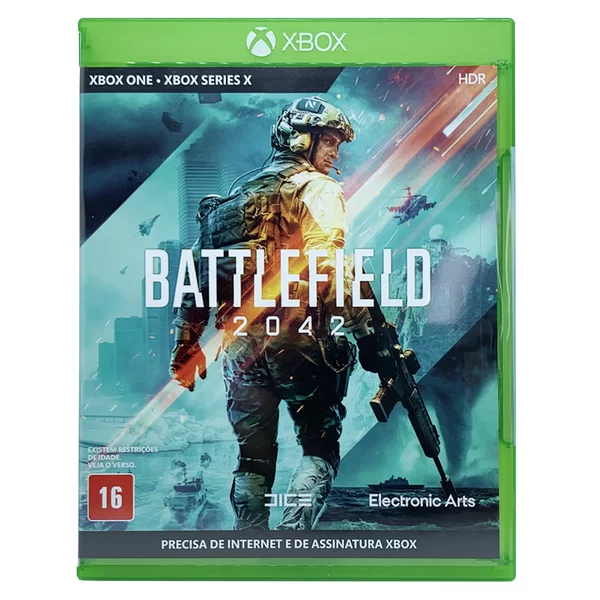 XBOX
XBOX ONE • XBOX SERIES X
HDR
BATTLEFIELD
2042
EXISTEM RESTRIÇÕES
DE IDADE.
VEJA O VERSO.
16
DICE
Electronic Arts
PRECISA DE INTERNET E DE ASSINATURA XBOX